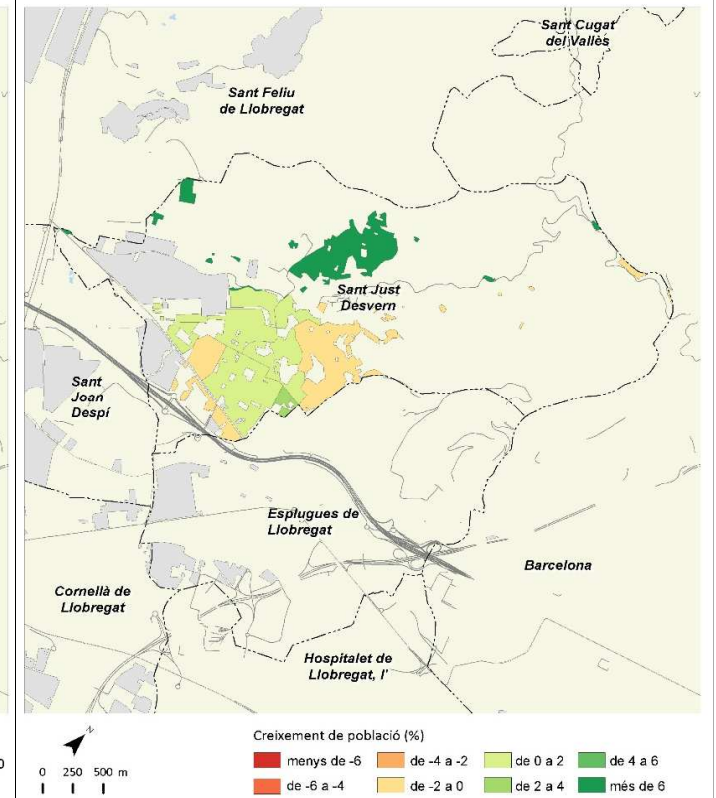 Sant Cugat
del Vallès
Sant Feliu
de Llobregat
Sant Just
Desvern
Sant
Joan
Despí
Esplugues de
Llobregat
Barcelona
Cornellà de
Llobregat
Hospitalet de
Llobregat, l'
N
0 250 500 m
0
Creixement de població (%)
menys de -6 de -4 a -2 de 0 a 2 de 4 a 6
de -6 a -4 de -2 a 0 de 2 a 4 més de 6